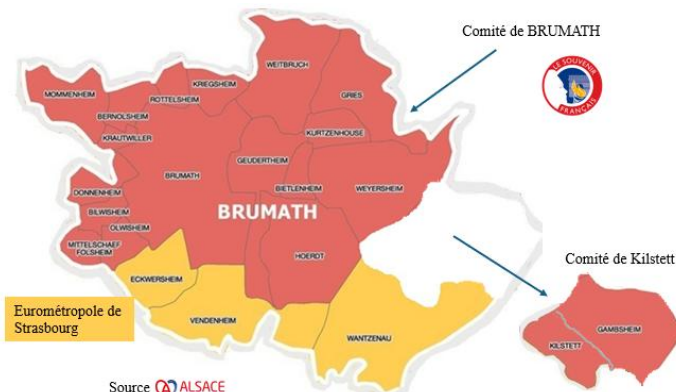 Comité de BRUMATH
LE SOUVENIR
FRANÇAIS
WEITBRUCH
KRIEGSHEIM
MOMMENHEIM
ROTTELSHEIM
GRIES
BERNOLSHEIM
KURTZENHOUSE
KRAUTWILLER
GEUDERTHEIM
BRUMATH
BIETLENHEIM
WEYERSHEIM
DONNENHEIM
BILWISHEIM
BRUMATH
OLWISHEIM
MITTELSCHAEF
FOLSHEIM
HOERDT
Comité de Kilstett
ECKWERSHEIM
Eurométropole de
Strasbourg
VENDENHEIM
WANTZENAU
GAMBSHEIM
KILSTETT
Source ALSACE